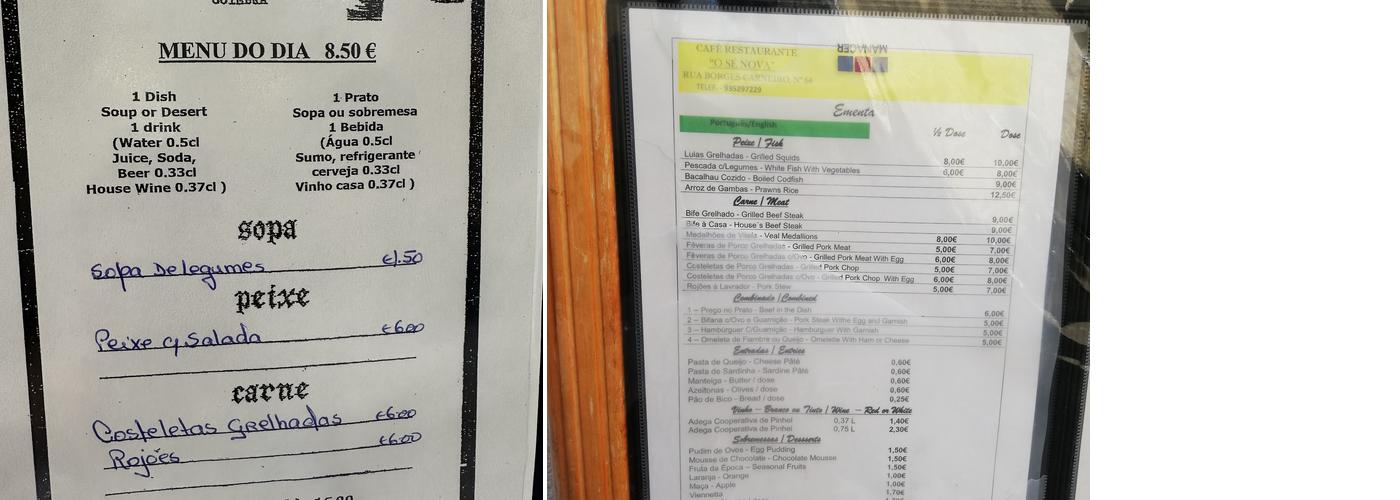 COIMBRA
MENU DO DIA 8.50 €
1 Dish
Soup or Desert
1 drink
(Water 0.5cl
Juice, Soda,
Beer 0.33cl
House Wine 0.37cl )
1 Prato
Sopa ou sobremesa
1 Bebida
(Água 0.5cl
Sumo, refrigerante
cerveja 0.33cl
Vinho casa 0.37cl )
sopa
Sopa De legumes €1.50
peixe
Peixe c/Salada €6.00
carne
Costeletas Grelhadas €6.00
Rojões €6.00
MANAGER
CAFÉ RESTAURANTE
"O SÉ NOVA"
RUA BORGES CARNEIRO, Nº 64
TELEF. - 935297229
Ementa
Português/English
½ Dose Dose
Peixe / Fish
Lulas Grelhadas - Grilled Squids 8,00€ 10,00€
Pescada c/Legumes - White Fish With Vegetables 6,00€ 8,00€
Bacalhau Cozido - Boiled Codfish 9,00€
Arroz de Gambas - Prawns Rice 12,50€
Carne / Meat
Bife Grelhado - Grilled Beef Steak 9,00€
Bife à Casa - House´s Beef Steak 9,00€
Medalhões de Vitela - Veal Medallions 8,00€ 10,00€
Fêveras de Porco Grelhadas - Grilled Pork Meat 5,00€ 7,00€
Fêveras de Porco Grelhadas c/Ovo - Grilled Pork Meat With Egg 6,00€ 8,00€
Costeletas de Porco Grelhadas - Grilled Pork Chop 5,00€ 7,00€
Costeletas de Porco Grelhadas c/Ovo - Grilled Pork Chop With Egg 6,00€ 8,00€
Rojões à Lavrador - Pork Stew 5,00€ 7,00€
Combinado / Combined
1 – Prego no Prato - Beef in the Dish 6,00€
2 – Bifana c/Ovo e Guarnição - Pork Steak Withe Egg and Garnish 5,00€
3 – Hambúrguer C/Guarnição - Hamburguer With Garnish 5,00€
4 – Omeleta de Fiambre ou Queijo - Omelette With Ham or Cheese 5,00€
Entradas / Entries
Pasta de Queijo - Cheese Pâté 0,60€
Pasta de Sardinha - Sardine Pâté 0,60€
Manteiga - Butter / dose 0,60€
Azeitonas - Olives / dose 0,60€
Pão de Bico - Bread / dose 0,25€
Vinho – Branco ou Tinto / Wine – Red or White
Adega Cooperativa de Pinhel 0,37 L 1,40€
Adega Cooperativa de Pinhel 0,75 L 2,30€
Sobremessas / Desserts
Pudim de Ovos - Egg Pudding 1,50€
Mousse de Chocolate - Chocolate Mousse 1,50€
Fruta da Época – Seasonal Fruits 1,50€
Laranja - Orange 1,00€
Maça - Apple 1,00€
Viennetta 1,70€